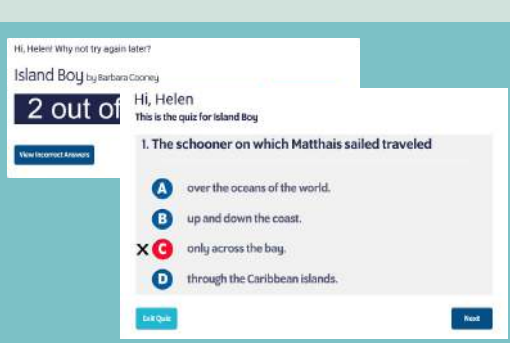 Hi, Helen! Why not try again later?
Island Boy by Barbara Cooney
2 out of
View Incorrect Answers
Hi, Helen
This is the quiz for Island Boy
1. The schooner on which Matthais sailed traveled
A over the oceans of the world.
B up and down the coast.
X C only across the bay.
D through the Caribbean islands.
Exit Quiz
Next